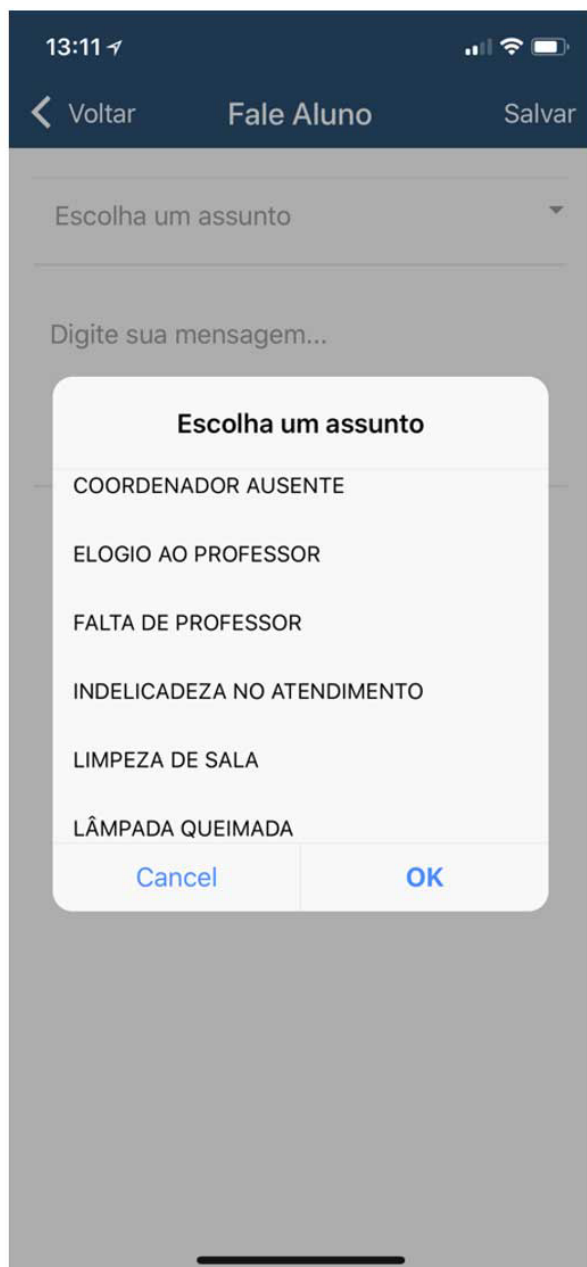 13:11
Voltar Fale Aluno Salvar
Escolha um assunto
Digite sua mensagem...
Escolha um assunto
COORDENADOR AUSENTE
ELOGIO AO PROFESSOR
FALTA DE PROFESSOR
INDELICADEZA NO ATENDIMENTO
LIMPEZA DE SALA
LÂMPADA QUEIMADA
Cancel OK